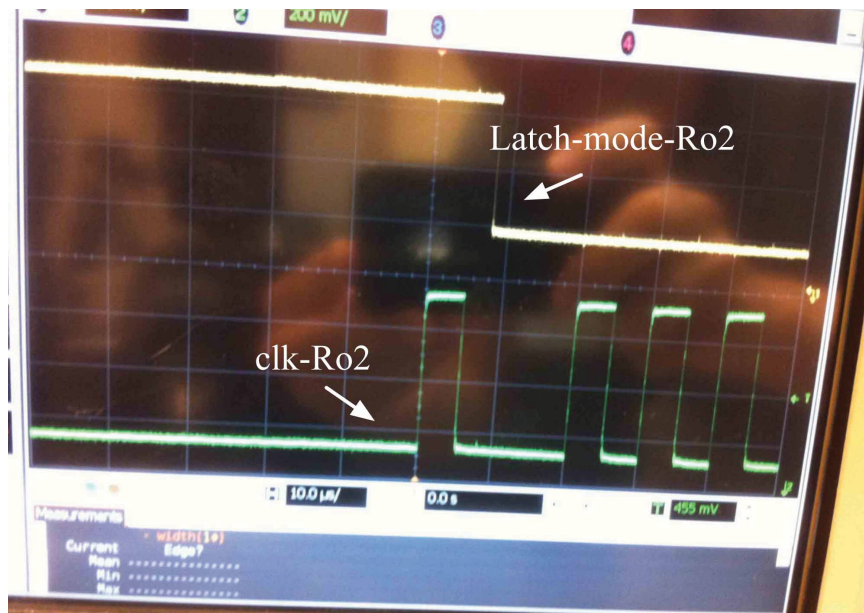 2 200 mV/ 3 4
Latch-mode-Ro2
clk-Ro2
H 10.0 µs/ 0.0 s T 455 mV
Measurements
- width(1
Current Edge?
Mean
Min
Max